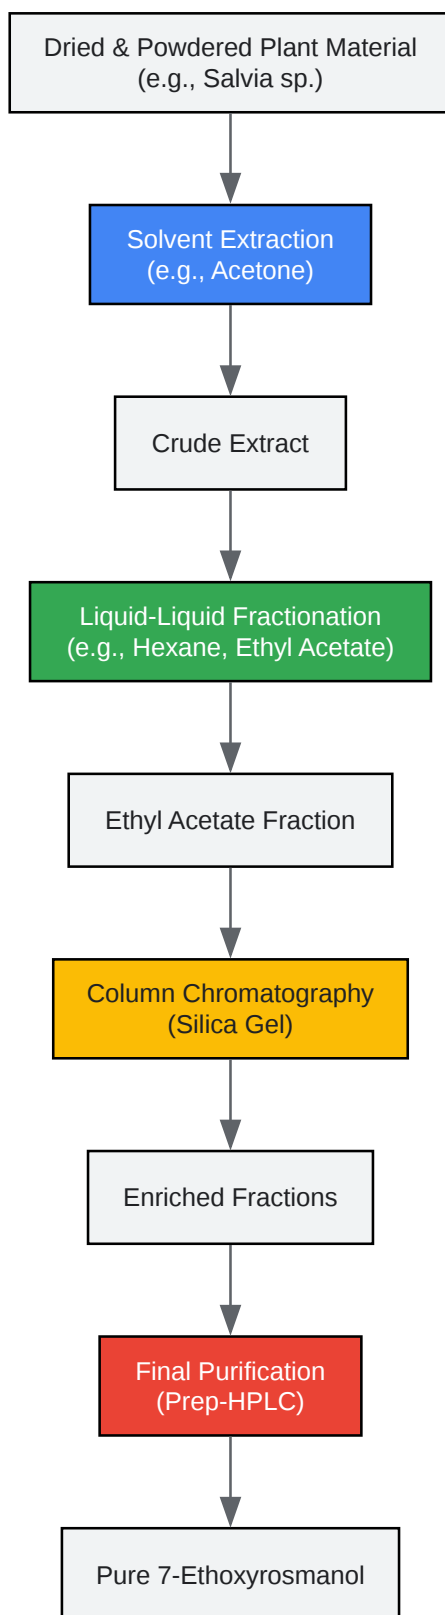 Dried & Powdered Plant Material
(e.g., Salvia sp.)
Solvent Extraction
(e.g., Acetone)
Crude Extract
Liquid-Liquid Fractionation
(e.g., Hexane, Ethyl Acetate)
Ethyl Acetate Fraction
Column Chromatography
(Silica Gel)
Enriched Fractions
Final Purification
(Prep-HPLC)
Pure 7-Ethoxyrosmanol